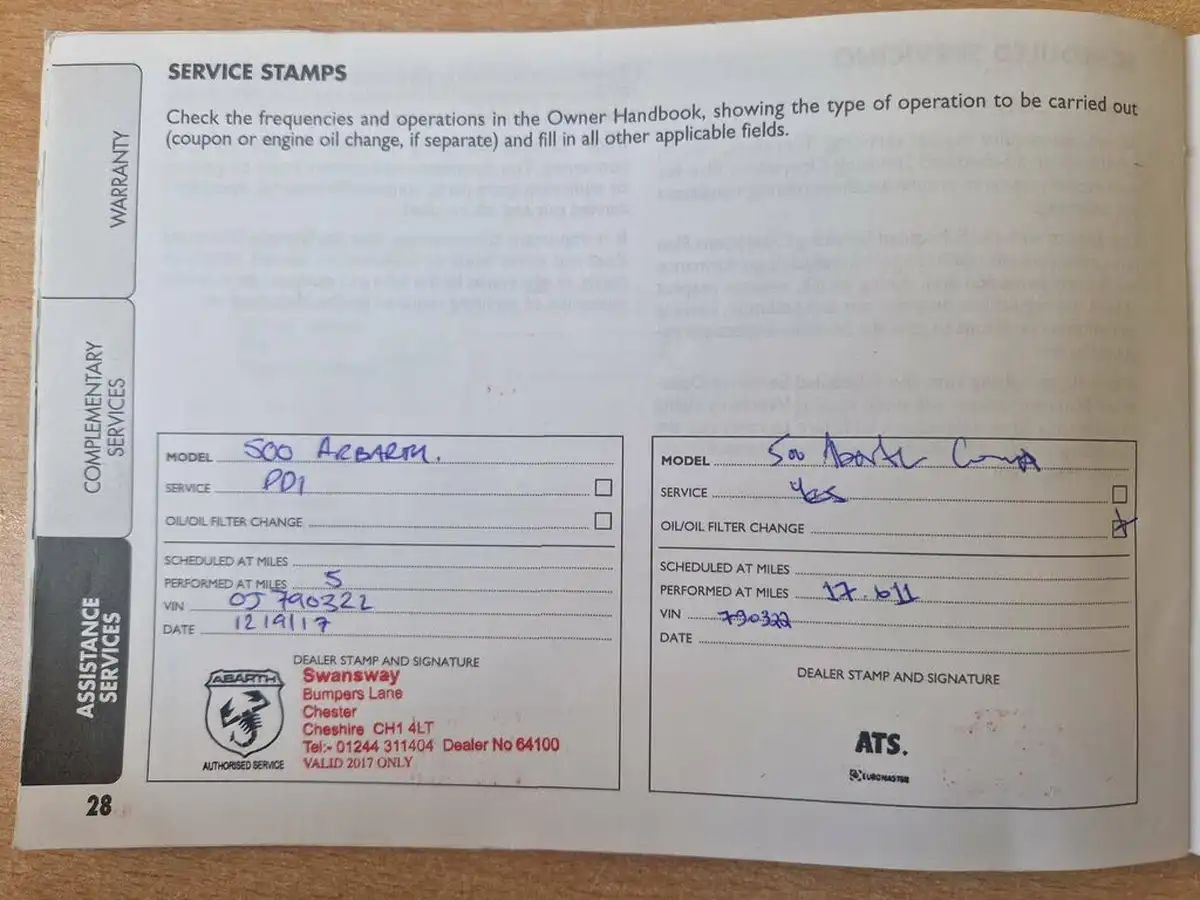 SERVICE STAMPS
Check the frequencies and operations in the Owner Handbook, showing the type of operation to be carried out
(coupon or engine oil change, if separate) and fill in all other applicable fields.
WARRANTY
COMPLEMENTARY
SERVICES
ASSISTANCE
SERVICES
MODEL 500 ARBARTH.
SERVICE PDI
OIL/OIL FILTER CHANGE
SCHEDULED AT MILES
PERFORMED AT MILES 5
VIN OJ 790322
DATE 12/9/17
DEALER STAMP AND SIGNATURE
ABARTH
AUTHORISED SERVICE
Swansway
Bumpers Lane
Chester
Cheshire CH1 4LT
Tel:- 01244 311404 Dealer No 64100
VALID 2017 ONLY
MODEL 500 Abarth
SERVICE Yes
OIL/OIL FILTER CHANGE
SCHEDULED AT MILES
PERFORMED AT MILES 17.611
VIN 790322
DATE
DEALER STAMP AND SIGNATURE
ATS.
EUROMASTER
28